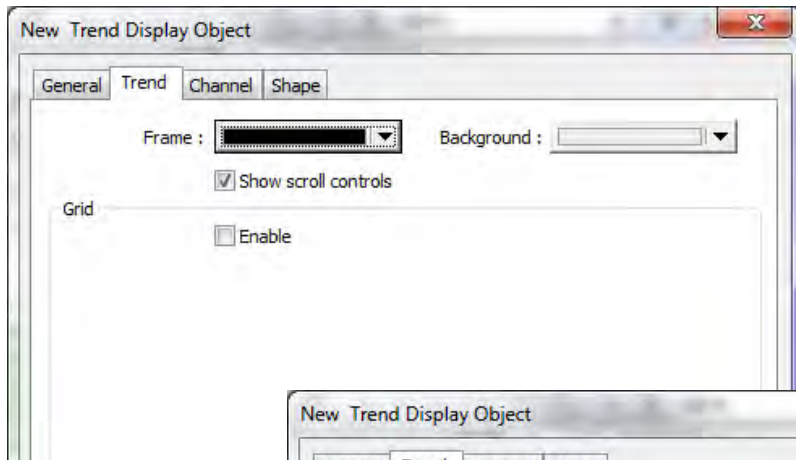 New Trend Display Object
General Trend Channel Shape
Frame : Background :
Show scroll controls
Grid
Enable
New Trend Display Object